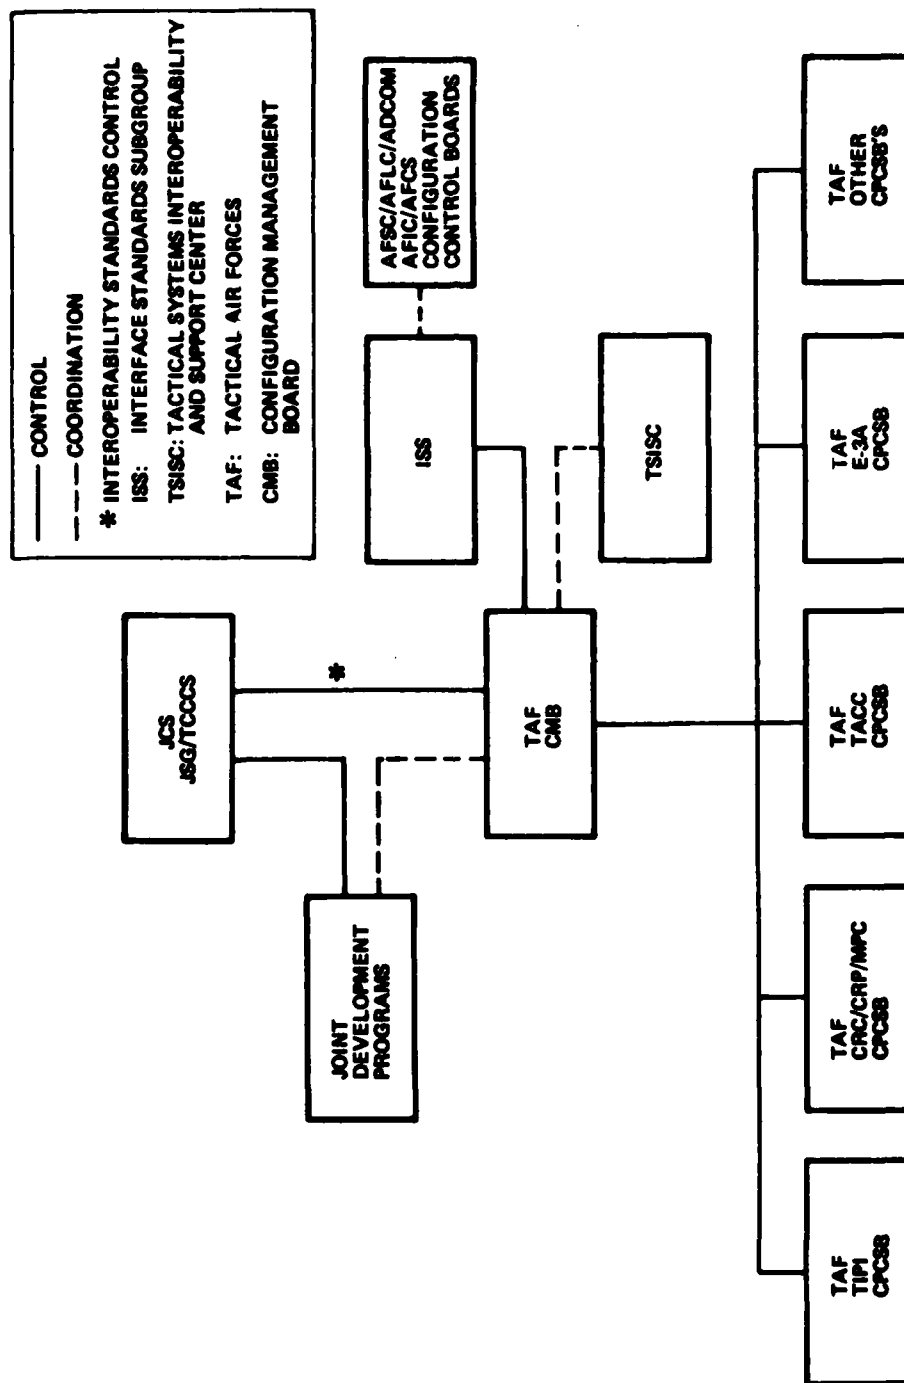 CONTROL
COORDINATION
* INTEROPERABILITY STANDARDS CONTROL
ISS: INTERFACE STANDARDS SUBGROUP
TSISC: TACTICAL SYSTEMS INTEROPERABILITY
AND SUPPORT CENTER
TAF: TACTICAL AIR FORCES
CMB: CONFIGURATION MANAGEMENT
BOARD
JCS
JSG/TCCCS
*
JOINT
DEVELOPMENT
PROGRAMS
ISS
AFSC/AFLC/ADCOM
AFIC/AFCS
CONFIGURATION
CONTROL BOARDS
TAF
CMB
TSISC
TAF
TIPI
CPCSB
TAF
CRC/CRP/MPC
CPCSB
TAF
TACC
CPCSB
TAF
E-3A
CPCSB
TAF
OTHER
CPCSB'S